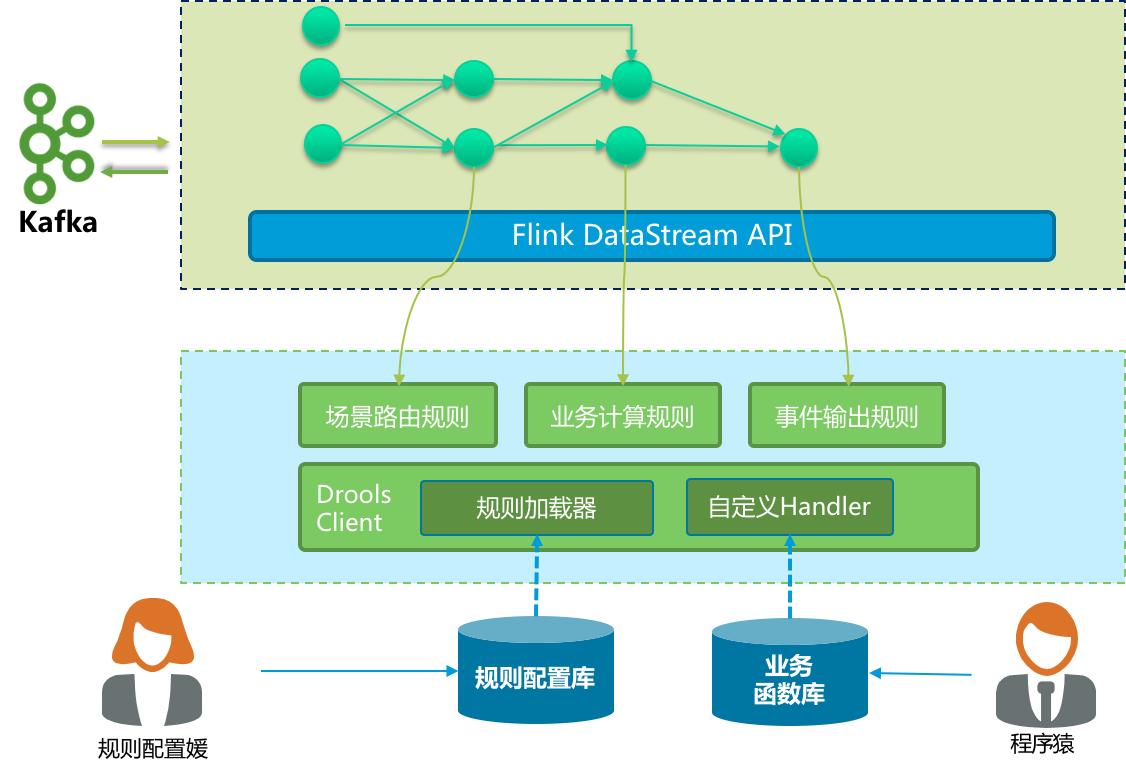 Kafka
Flink DataStream API
场景路由规则
业务计算规则
事件输出规则
Drools
Client
规则加载器
自定义Handler
规则配置库
业务
函数库
规则配置媛
程序猿